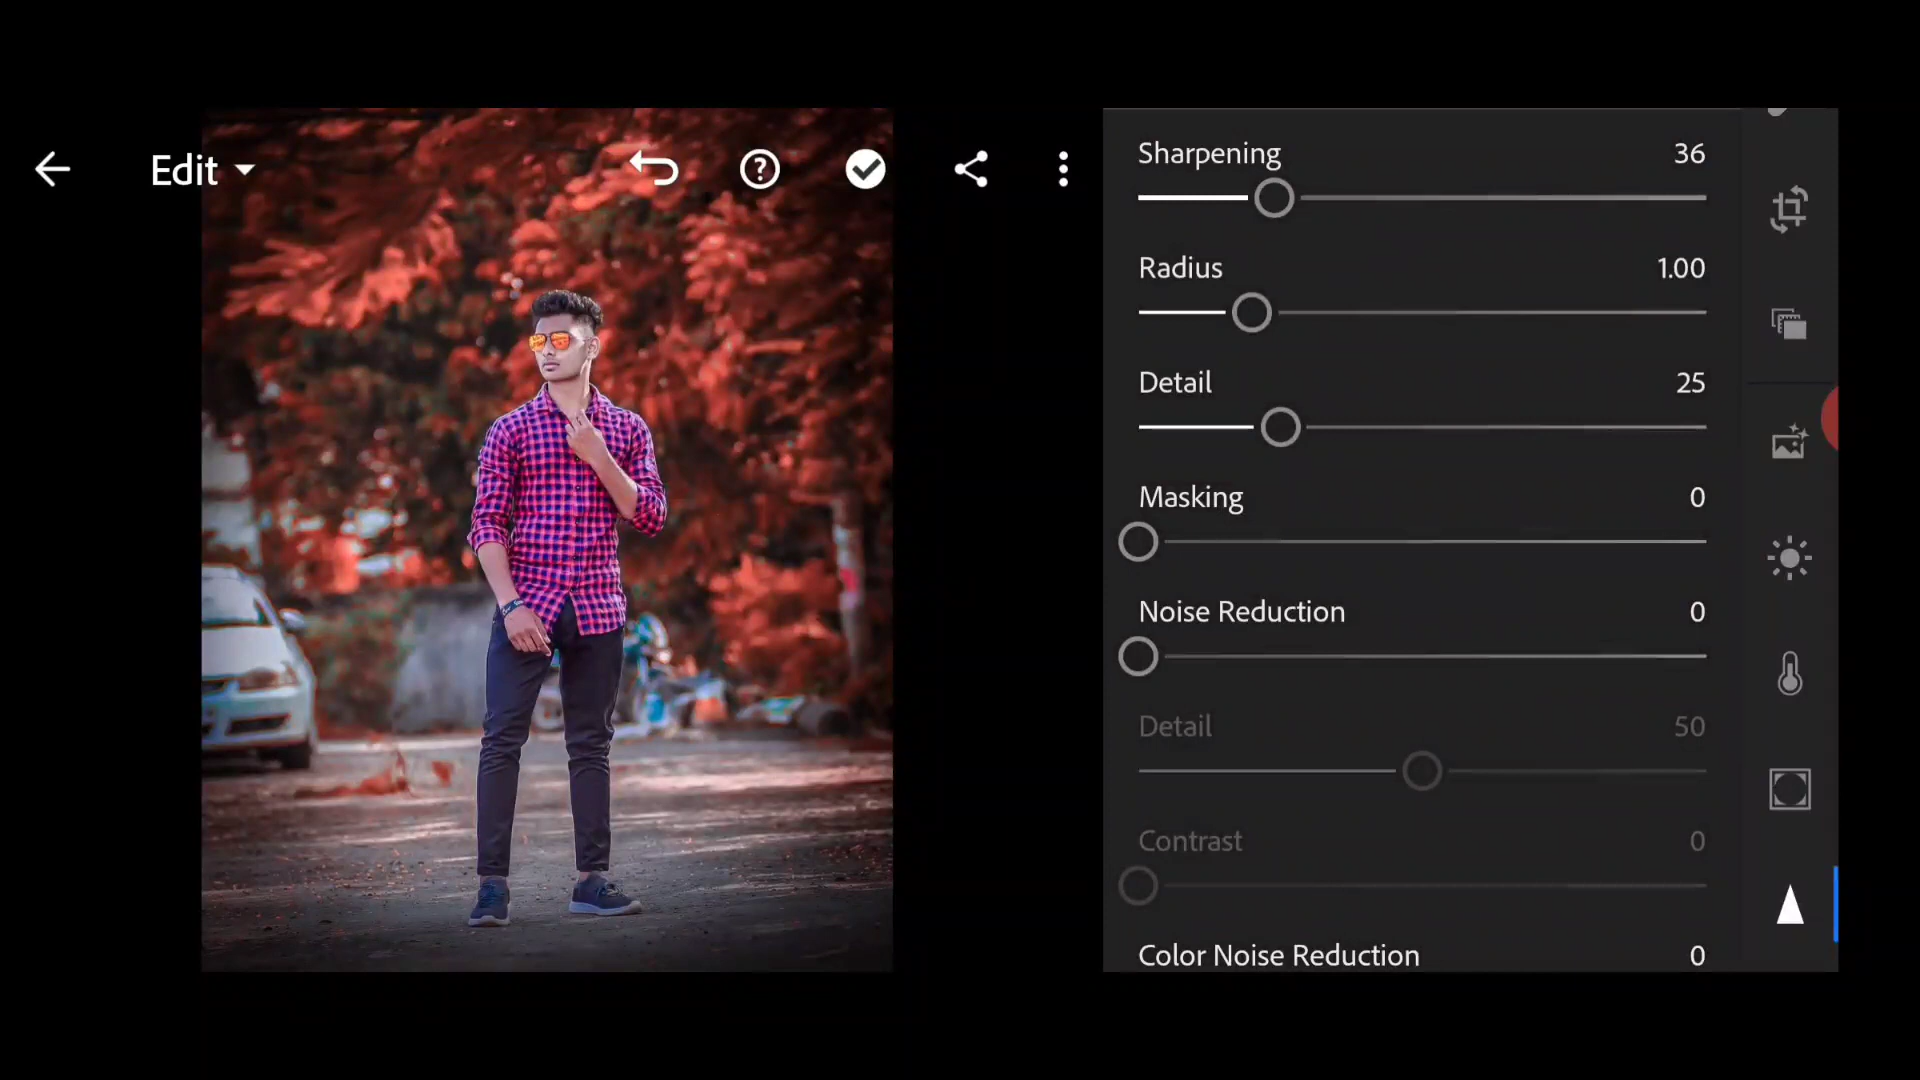 Edit
Sharpening 36
Radius 1.00
Detail 25
Masking 0
Noise Reduction 0
Detail 50
Contrast 0
Color Noise Reduction 0